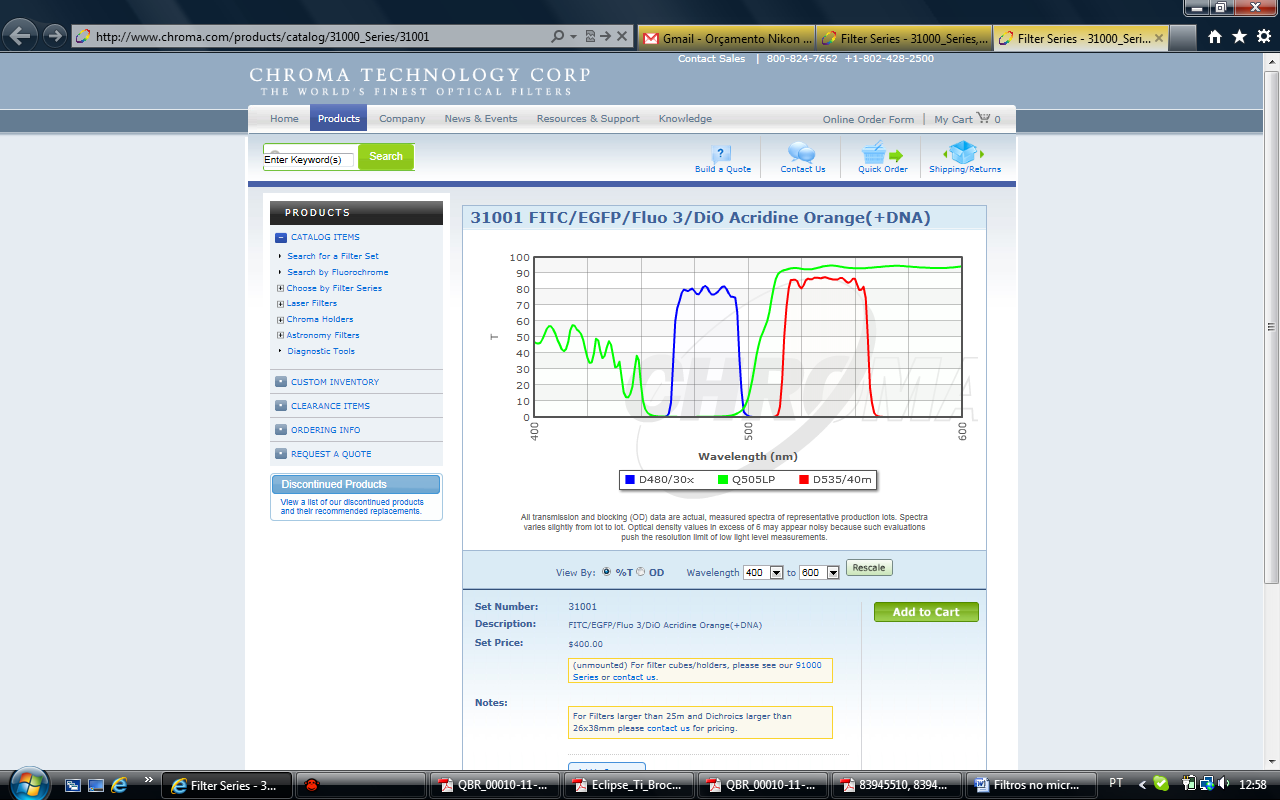 http://www.chroma.com/products/catalog/31000_Series/31001
Gmail - Orçamento Nikon ...
Filter Series - 31000_Series,...
Filter Series - 31000_Seri...
Contact Sales | 800-824-7662 +1-802-428-2500
CHROMA TECHNOLOGY CORP
THE WORLD'S FINEST OPTICAL FILTERS
Home Products Company News & Events Resources & Support Knowledge Online Order Form | My Cart 0
Enter Keyword(s) Search
Build a Quote Contact Us Quick Order Shipping/Returns
PRODUCTS
CATALOG ITEMS
Search for a Filter Set
Search by Fluorochrome
Choose by Filter Series
Laser Filters
Chroma Holders
Astronomy Filters
Diagnostic Tools
CUSTOM INVENTORY
CLEARANCE ITEMS
ORDERING INFO
REQUEST A QUOTE
Discontinued Products
View a list of our discontinued products
and their recommended replacements.
31001 FITC/EGFP/Fluo 3/DiO Acridine Orange(+DNA)
100
90
80
70
60
50
40
30
20
10
0
T
CHROMA
400 500 600
Wavelength (nm)
D480/30x Q505LP D535/40m
All transmission and blocking (OD) data are actual, measured spectra of representative production lots. Spectra
varies slightly from lot to lot. Optical density values in excess of 6 may appear noisy because such evaluations
push the resolution limit of low light level measurements.
View By: %T OD Wavelength 400 to 600 Rescale
Set Number: 31001
Description: FITC/EGFP/Fluo 3/DiO Acridine Orange(+DNA)
Set Price: $400.00
(unmounted) For filter cubes/holders, please see our 91000
Series or contact us.
Notes:
For Filters larger than 25m and Dichroics larger than
26x38mm please contact us for pricing.
Add to Cart
Filter Series - 3...
QBR_00010-11-...
Eclipse_Ti_Broc...
QBR_00010-11-...
83945510, 8394...
Filtros no micr...
PT
12:58